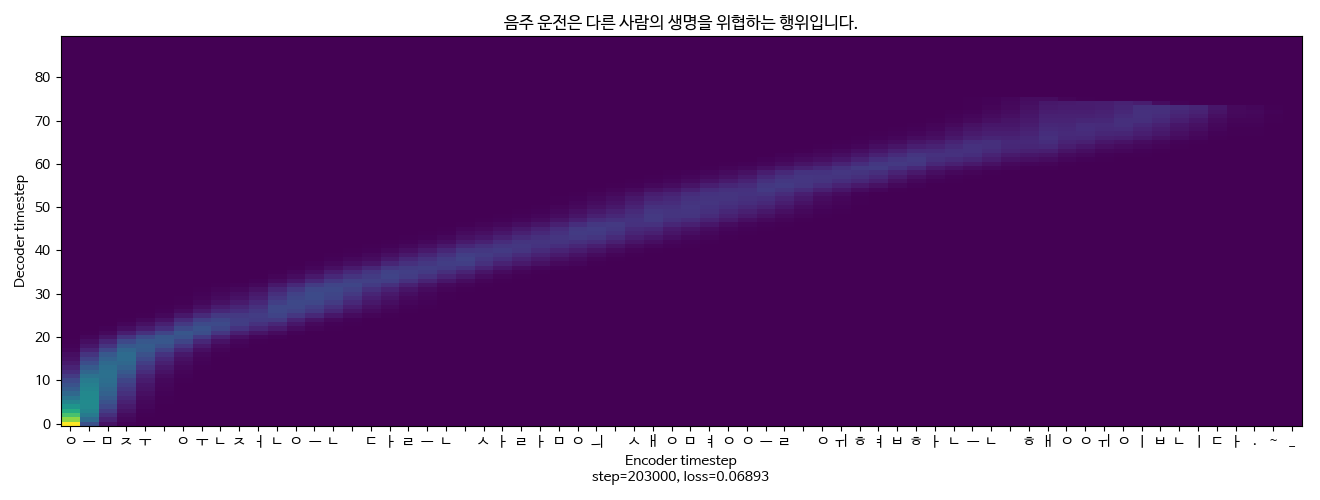 음주 운전은 다른 사람의 생명을 위협하는 행위입니다.
Decoder timestep
80
70
60
50
40
30
20
10
0
ㅇ ㅡ ㅁ ㅈ ㅜ   ㅇ ㅜ ㄴ ㅈ ㅓ ㄴ ㅇ ㅡ ㄴ   ㄷ ㅏ ㄹ ㅡ ㄴ   ㅅ ㅏ ㄹ ㅏ ㅁ ㅇ ㅢ   ㅅ ㅐ ㅇ ㅁ ㅕ ㅇ ㅇ ㅡ ㄹ   ㅇ ㅟ ㅎ ㅕ ㅂ ㅎ ㅏ ㄴ ㅡ ㄴ   ㅎ ㅐ ㅇ ㅇ ㅟ ㅇ ㅣ ㅂ ㄴ ㅣ ㄷ ㅏ . ~ _
Encoder timestep
step=203000, loss=0.06893